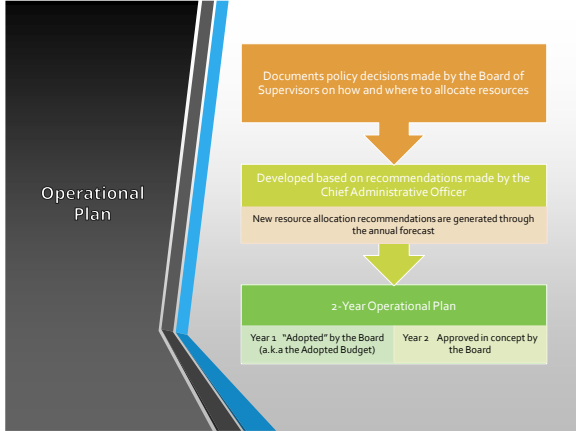 Operational
Plan
Documents policy decisions made by the Board of
Supervisors on how and where to allocate resources
Developed based on recommendations made by the
Chief Administrative Officer
New resource allocation recommendations are generated through
the annual forecast
2-Year Operational Plan
Year 1 “Adopted” by the Board
(a.k.a the Adopted Budget)
Year 2 Approved in concept by
the Board